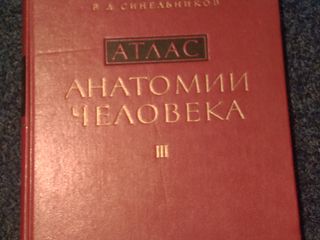 Р. Д. СИНЕЛЬНИКОВ
АТЛАС
АНАТОМИИ
ЧЕЛОВЕКА
III